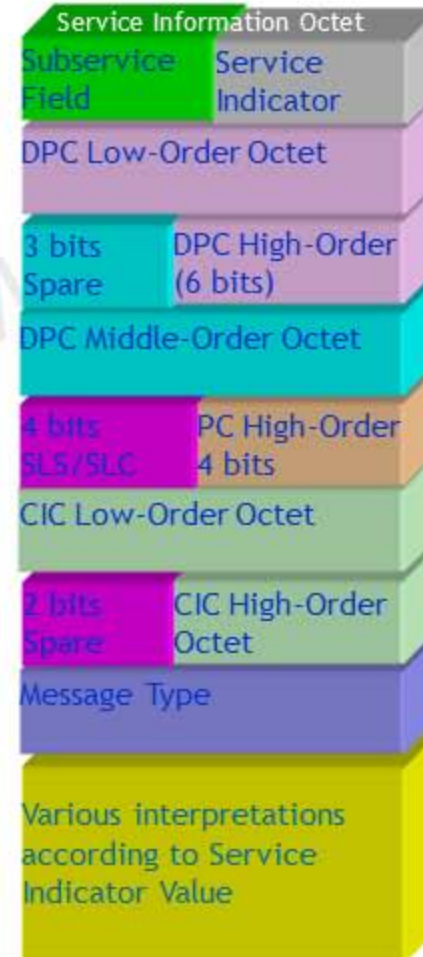 Service Information Octet
Subservice Service
Field Indicator
DPC Low-Order Octet
3 bits DPC High-Order
Spare (6 bits)
DPC Middle-Order Octet
4 bits PC High-Order
SLS/SLC 4 bits
CIC Low-Order Octet
2 bits CIC High-Order
Spare Octet
Message Type
Various interpretations
according to Service
Indicator Value